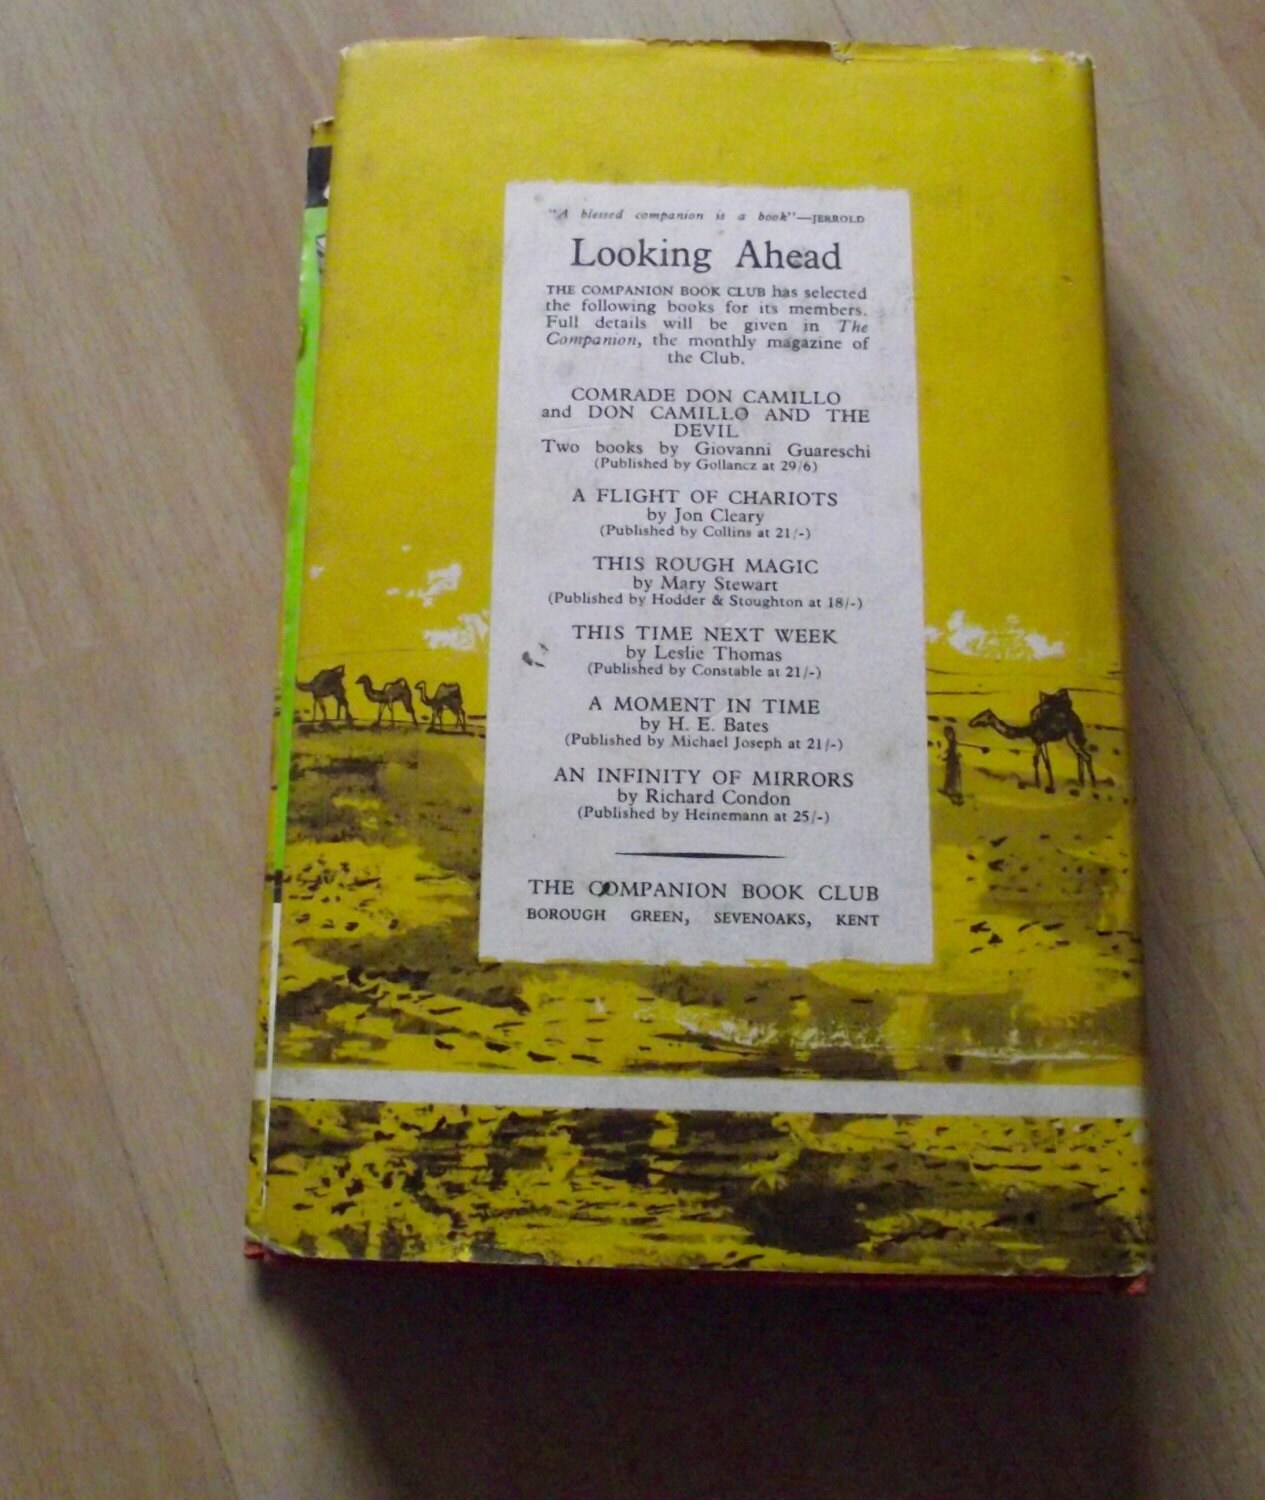 "A blessed companion is a book"—JERROLD
Looking Ahead
THE COMPANION BOOK CLUB has selected
the following books for its members.
Full details will be given in The
Companion, the monthly magazine of
the Club.
COMRADE DON CAMILLO
and DON CAMILLO AND THE
DEVIL
Two books by Giovanni Guareschi
(Published by Gollancz at 29/6)
A FLIGHT OF CHARIOTS
by Jon Cleary
(Published by Collins at 21/-)
THIS ROUGH MAGIC
by Mary Stewart
(Published by Hodder & Stoughton at 18/-)
THIS TIME NEXT WEEK
by Leslie Thomas
(Published by Constable at 21/-)
A MOMENT IN TIME
by H. E. Bates
(Published by Michael Joseph at 21/-)
AN INFINITY OF MIRRORS
by Richard Condon
(Published by Heinemann at 25/-)
THE COMPANION BOOK CLUB
BOROUGH GREEN, SEVENOAKS, KENT